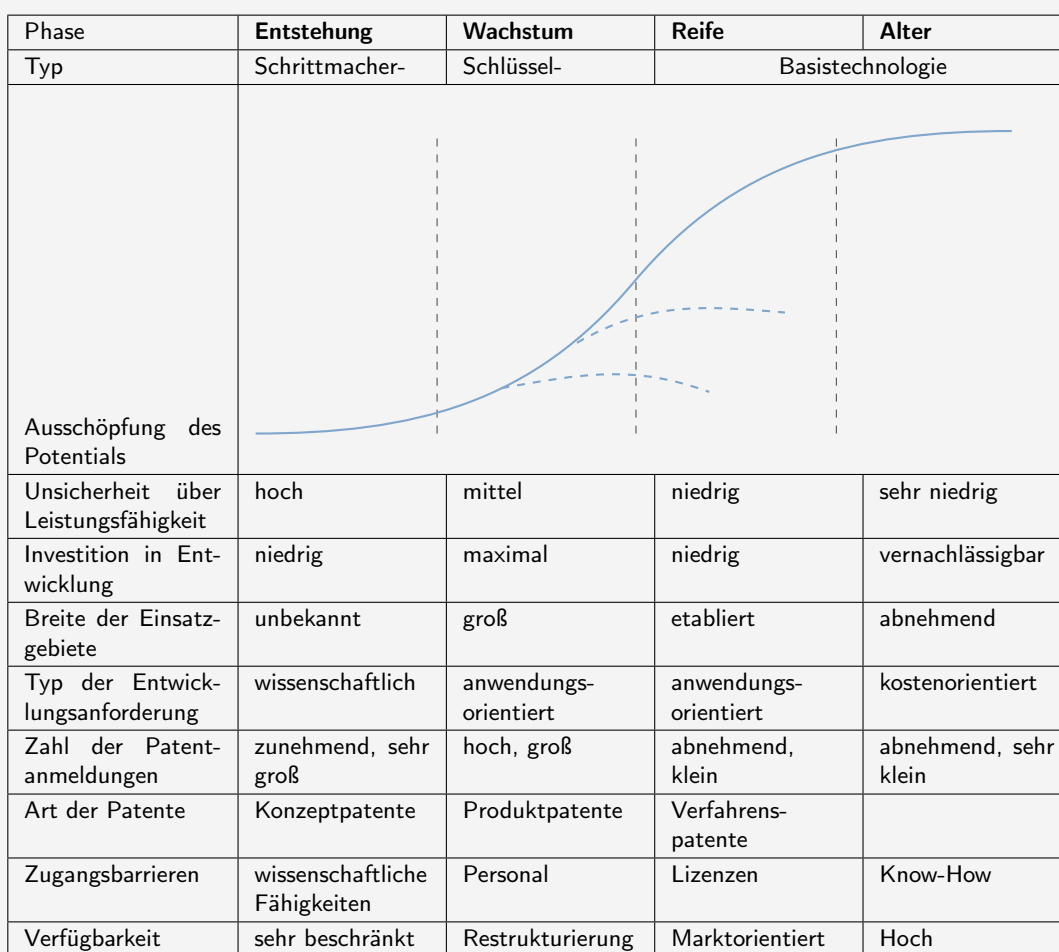 Phase Entstehung Wachstum Reife Alter
Typ Schrittmacher- Schlüssel- Basistechnologie
Ausschöpfung des
Potentials
Unsicherheit über hoch mittel niedrig sehr niedrig
Leistungsfähigkeit
Investition in Ent- niedrig maximal niedrig vernachlässigbar
wicklung
Breite der Einsatz- unbekannt groß etabliert abnehmend
gebiete
Typ der Entwick- wissenschaftlich anwendungs- anwendungs- kostenorientiert
lungsanforderung orientiert orientiert
Zahl der Patent- zunehmend, sehr hoch, groß abnehmend, abnehmend, sehr
anmeldungen groß klein klein
Art der Patente Konzeptpatente Produktpatente Verfahrens-
patente
Zugangsbarrieren wissenschaftliche Personal Lizenzen Know-How
Fähigkeiten
Verfügbarkeit sehr beschränkt Restrukturierung Marktorientiert Hoch